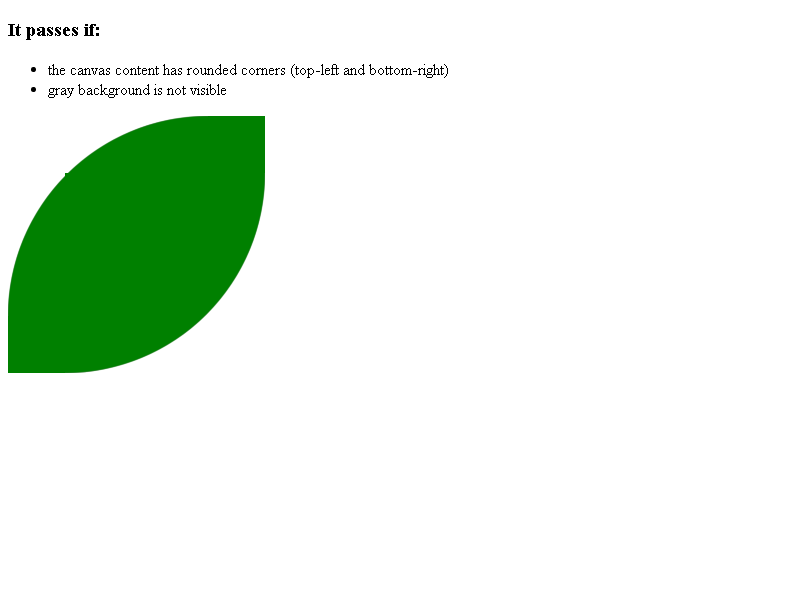 It passes if:
the canvas content has rounded corners (top-left and bottom-right)
gray background is not visible